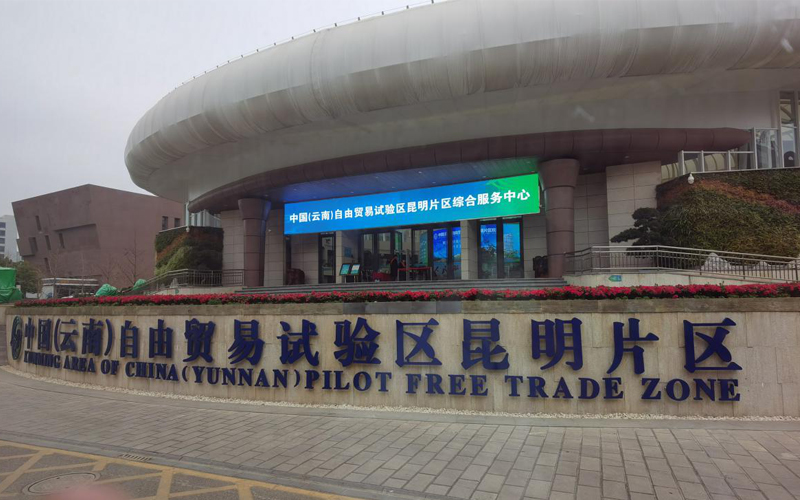 中国(云南)自由贸易试验区昆明片区综合服务中心
中国(云南)自由贸易试验区昆明片区
KUNMING AREA OF CHINA(YUNNAN)PILOT FREE TRADE ZONE